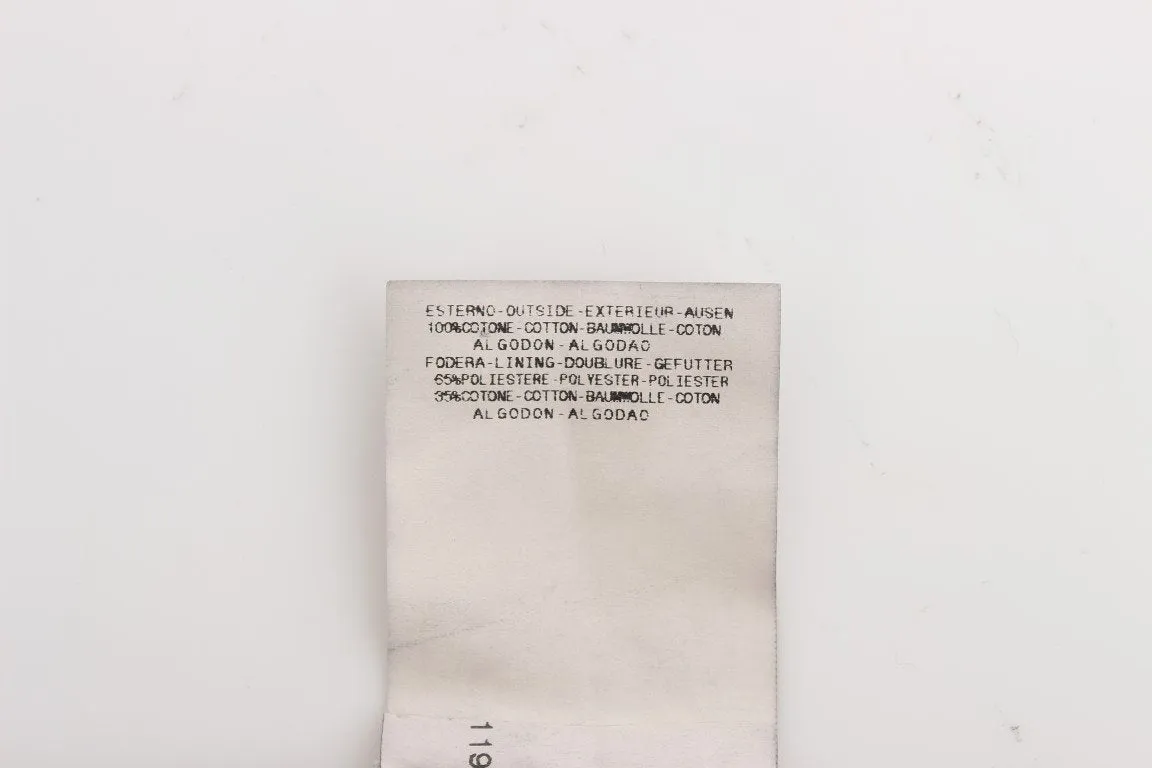 ESTERNO-OUTSIDE-EXTERIEUR-AUSEN
100%COTONE-COTTON-BAUMWOLLE-COTON
ALGODON-ALGODAO
FODERA-LINING-DOUBLURE-GEFUTTER
65%POLIESTERE-POLYESTER-POLIESTER
35%COTONE-COTTON-BAUMWOLLE-COTON
ALGODON-ALGODAO
119